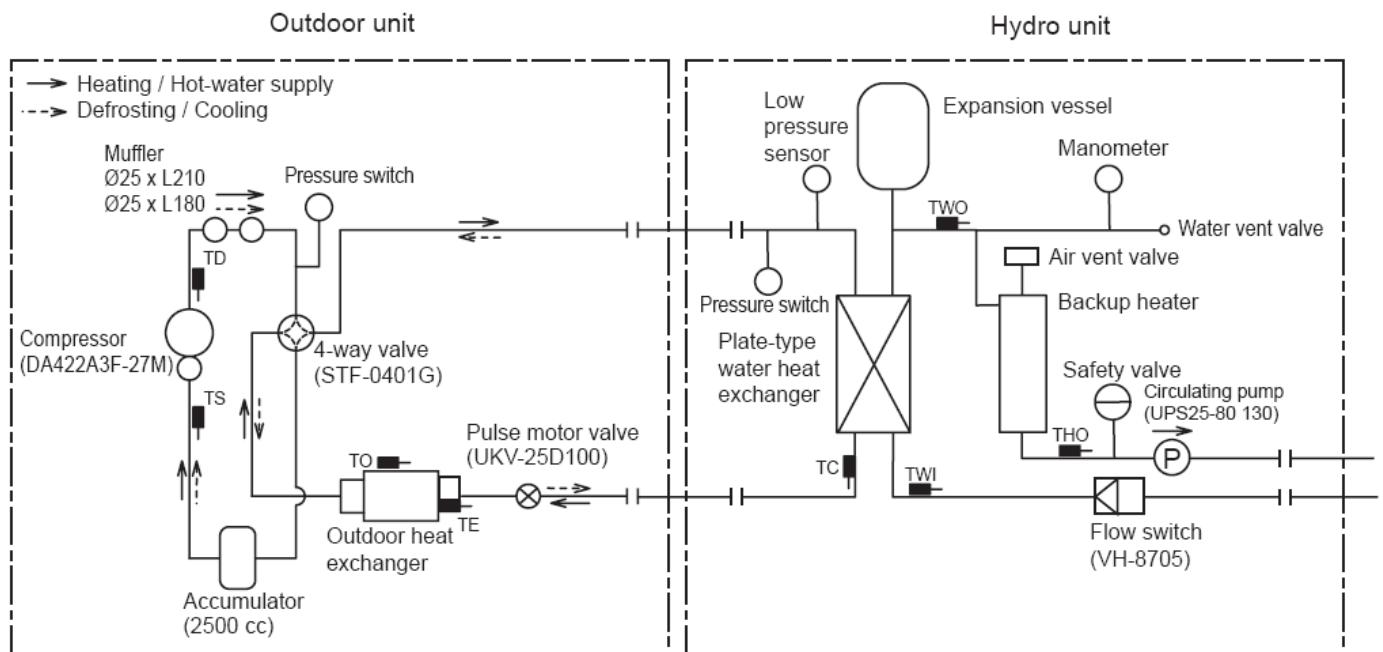 Outdoor unit
Hydro unit
Heating / Hot-water supply
Defrosting / Cooling
Muffler
Ø25 x L210
Ø25 x L180
Pressure switch
TD
Compressor
(DA422A3F-27M)
4-way valve
(STF-0401G)
TS
TO
Pulse motor valve
(UKV-25D100)
TE
Outdoor heat
exchanger
Accumulator
(2500 cc)
Low
pressure
sensor
Expansion vessel
Manometer
TWO
Water vent valve
Air vent valve
Pressure switch
Backup heater
Plate-type
water heat
exchanger
Safety valve
Circulating pump
(UPS25-80 130)
THO
P
TC
TWI
Flow switch
(VH-8705)